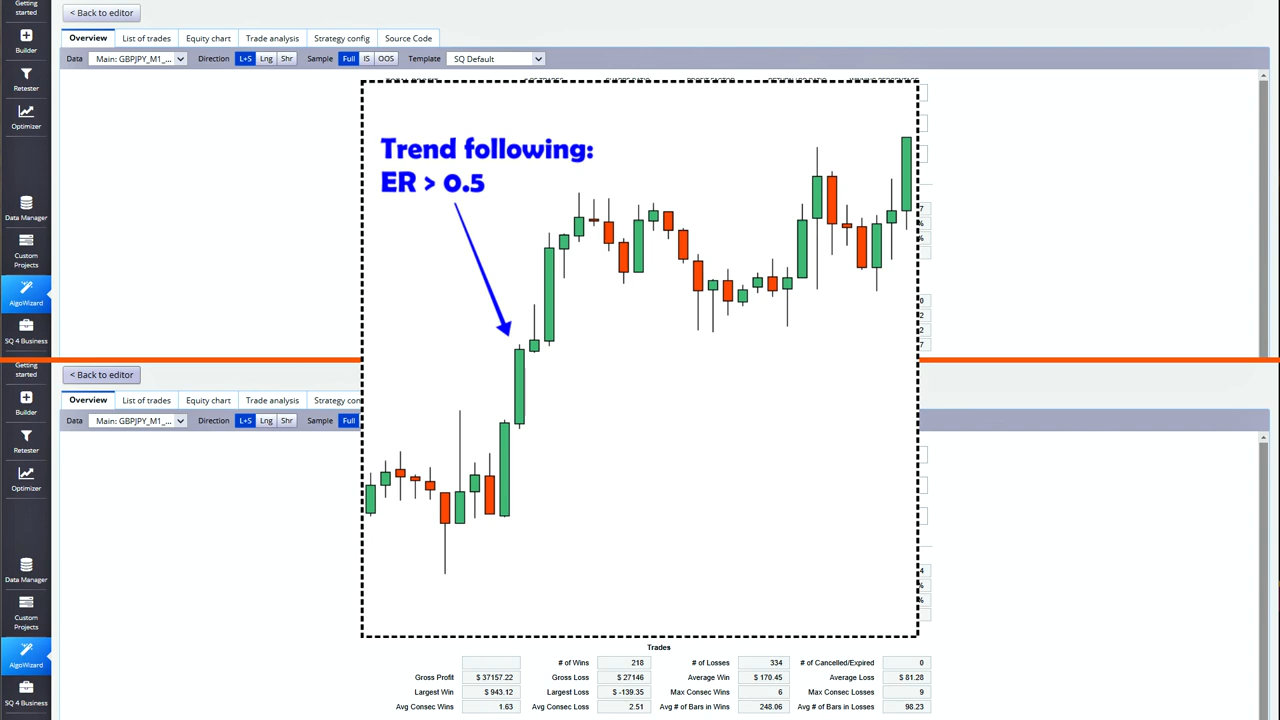 Getting
started
< Back to editor
Builder
Overview
List of trades
Equity chart
Trade analysis
Strategy config
Source Code
Data
Main: GBPJPY_M1_...
Direction
L+S
Lng
Shr
Sample
Full
IS
OOS
Template
SQ Default
Retester
Optimizer
Data Manager
Custom
Projects
AlgoWizard
SQ 4 Business
Trend following:
ER > 0.5
Getting
started
< Back to editor
Builder
Overview
List of trades
Equity chart
Trade analysis
Data
Main: GBPJPY_M1_...
Direction
L+S
Lng
Shr
Sample
Full
Retester
Optimizer
Data Manager
Custom
Projects
AlgoWizard
SQ 4 Business
Trades
# of Wins 218 # of Losses 334 # of Cancelled/Expired 0
Gross Profit $ 37157.22 Gross Loss $ 27146 Average Win $ 170.45 Average Loss $ 81.28
Largest Win $ 943.12 Largest Loss $ -139.35 Max Consec Wins 6 Max Consec Losses 9
Avg Consec Wins 1.63 Avg Consec Loss 2.51 Avg # of Bars in Wins 248.06 Avg # of Bars in Losses 98.23